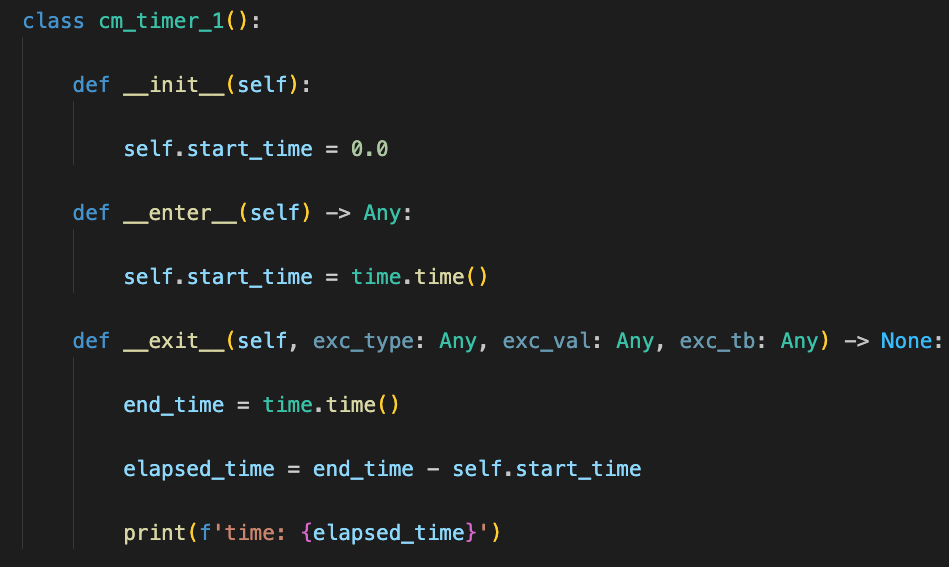 class cm_timer_1():
def __init__(self):
self.start_time = 0.0
def __enter__(self) -> Any:
self.start_time = time.time()
def __exit__(self, exc_type: Any, exc_val: Any, exc_tb: Any) -> None:
end_time = time.time()
elapsed_time = end_time - self.start_time
print(f'time: {elapsed_time}')